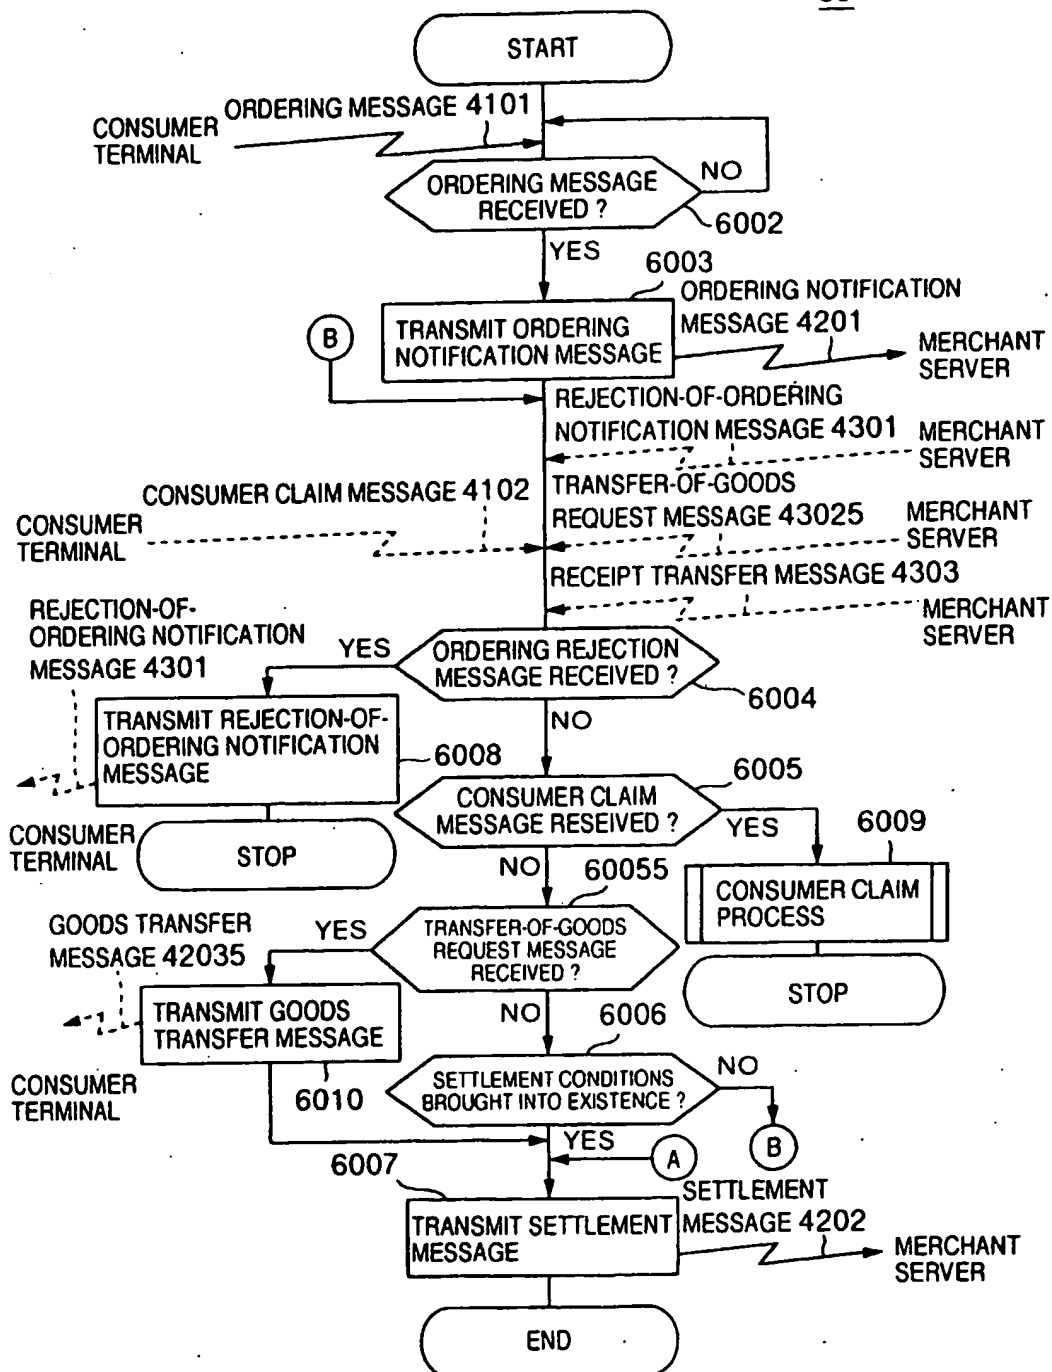 START
ORDERING MESSAGE 4101
CONSUMER
TERMINAL
ORDERING MESSAGE
RECEIVED ?
NO
6002
YES
6003
ORDERING NOTIFICATION
MESSAGE 4201
TRANSMIT ORDERING
NOTIFICATION MESSAGE
MERCHANT
SERVER
B
REJECTION-OF-ORDERING
NOTIFICATION MESSAGE 4301
MERCHANT
SERVER
CONSUMER CLAIM MESSAGE 4102
CONSUMER
TERMINAL
TRANSFER-OF-GOODS
REQUEST MESSAGE 43025
MERCHANT
SERVER
RECEIPT TRANSFER MESSAGE 4303
MERCHANT
SERVER
REJECTION-OF-
ORDERING NOTIFICATION
MESSAGE 4301
YES
ORDERING REJECTION
MESSAGE RECEIVED ?
6004
NO
TRANSMIT REJECTION-OF-
ORDERING NOTIFICATION
MESSAGE
6008
CONSUMER
TERMINAL
STOP
6005
CONSUMER CLAIM
MESSAGE RESEIVED ?
YES
6009
NO
CONSUMER CLAIM
PROCESS
STOP
60055
GOODS TRANSFER
MESSAGE 42035
YES
TRANSFER-OF-GOODS
REQUEST MESSAGE
RECEIVED ?
NO
TRANSMIT GOODS
TRANSFER MESSAGE
6010
CONSUMER
TERMINAL
6006
SETTLEMENT CONDITIONS
BROUGHT INTO EXISTENCE ?
NO
B
YES
A
6007
SETTLEMENT
MESSAGE 4202
TRANSMIT SETTLEMENT
MESSAGE
MERCHANT
SERVER
END